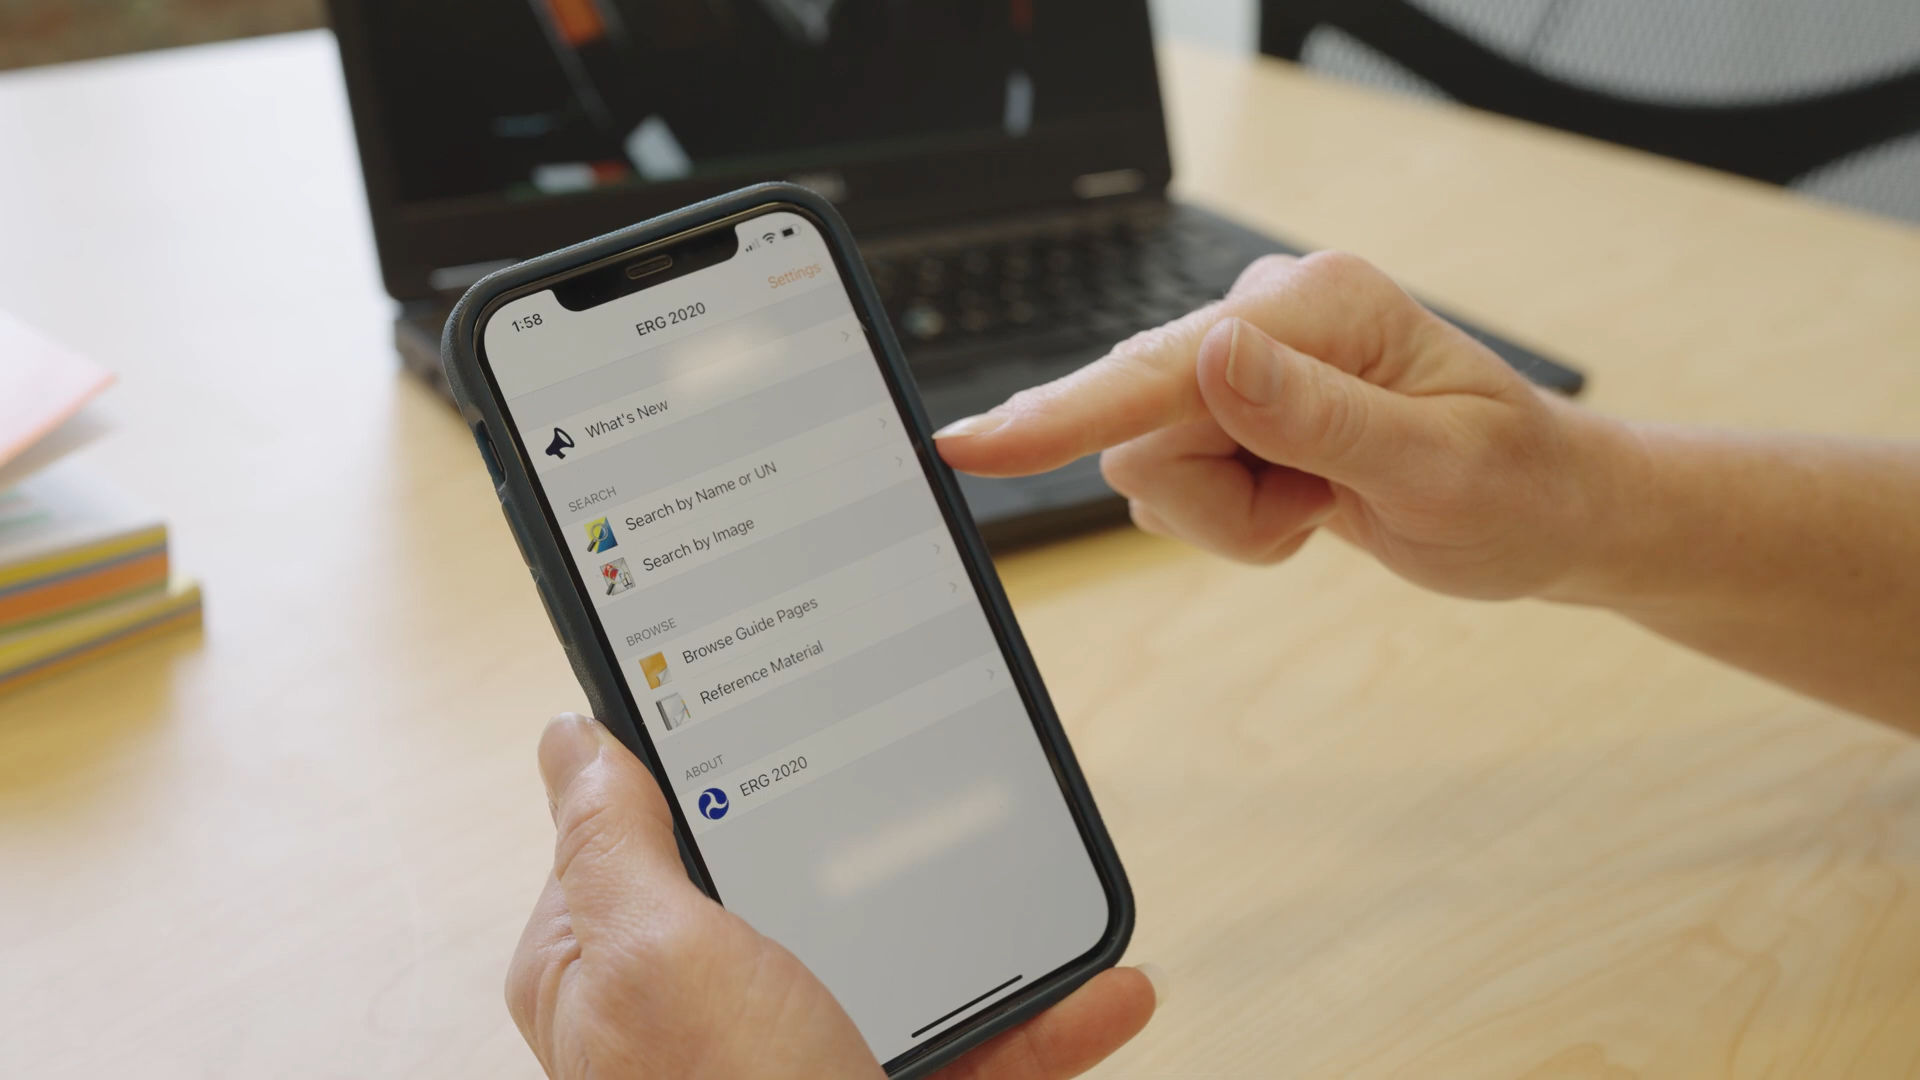 1:58
Settings
ERG 2020
What's New
SEARCH
Search by Name or UN
Search by Image
BROWSE
Browse Guide Pages
Reference Material
ABOUT
ERG 2020